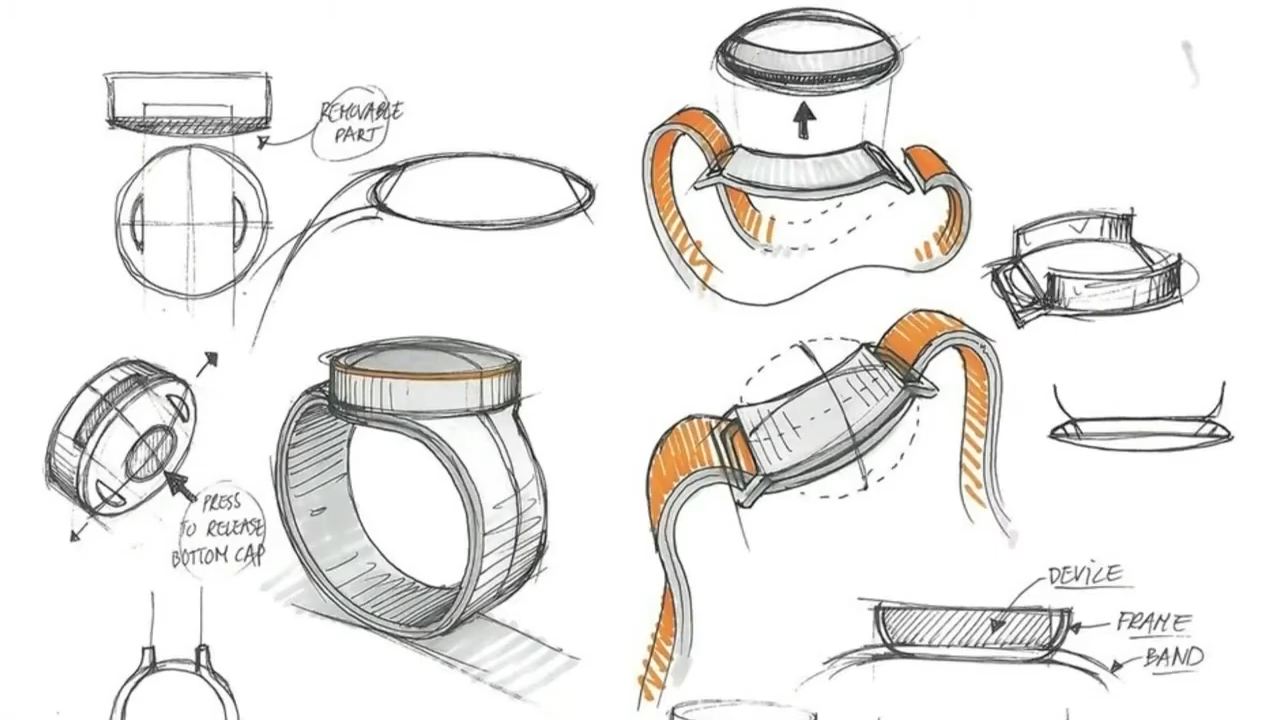 REMOVABLE
PART
PRESS
TO RELEASE
BOTTOM CAP
DEVICE
FRAME
BAND